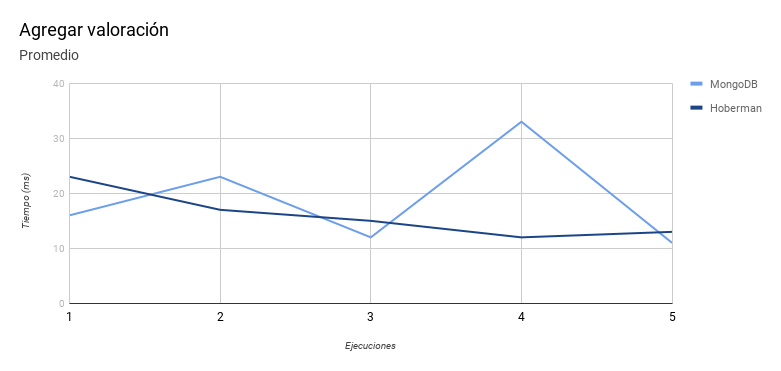 Agregar valoración
Promedio
MongoDB
Hoberman
40
30
20
10
0
Tiempo (ms)
1 2 3 4 5
Ejecuciones